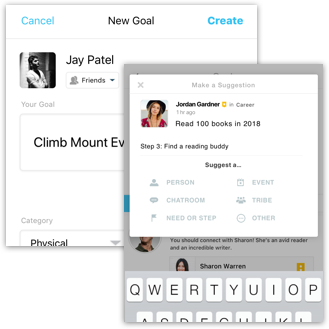 Cancel New Goal Create
Jay Patel
Friends
Your Goal
Climb Mount Ev
Category
Physical
Make a Suggestion
Jordan Gardner in Career
1 hr ago
Read 100 books in 2018
Step 3: Find a reading buddy
Suggest a...
PERSON EVENT
CHATROOM TRIBE
NEED OR STEP OTHER
You should connect with Sharon! She's an avid reader
and an incredible writer.
Sharon Warren
Q W E R T Y U I O P
A S D F G H J K L